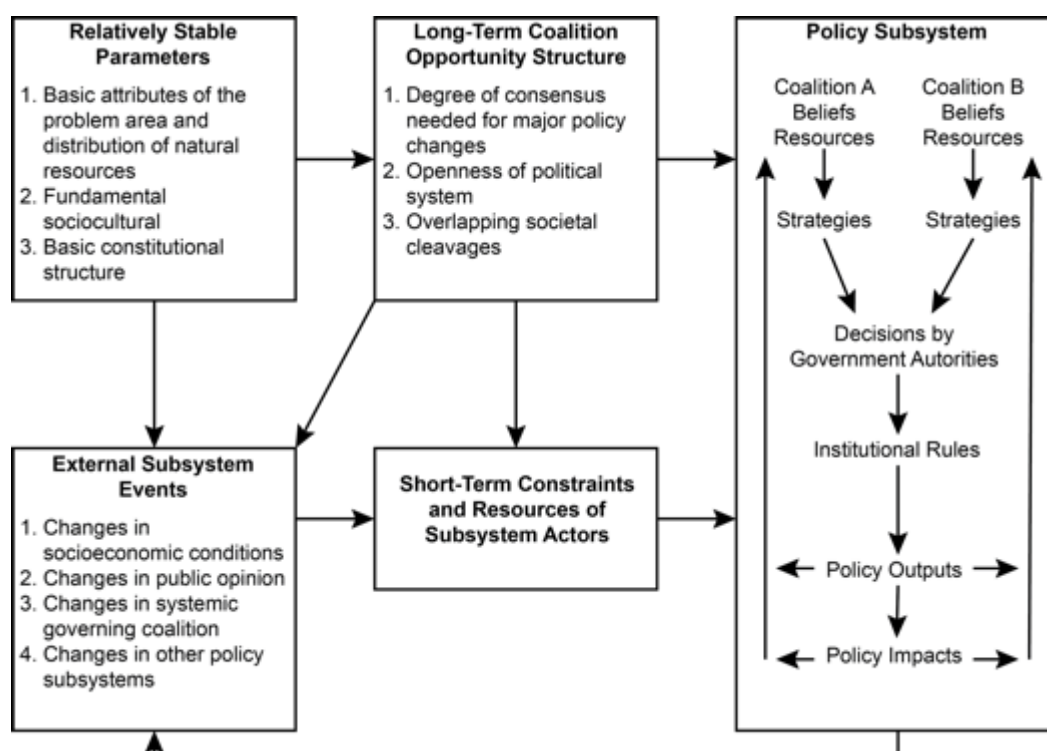 Relatively Stable
Parameters
1. Basic attributes of the
problem area and
distribution of natural
resources
2. Fundamental
sociocultural
3. Basic constitutional
structure
Long-Term Coalition
Opportunity Structure
1. Degree of consensus
needed for major policy
changes
2. Openness of political
system
3. Overlapping societal
cleavages
External Subsystem
Events
1. Changes in
socioeconomic conditions
2. Changes in public opinion
3. Changes in systemic
governing coalition
4. Changes in other policy
subsystems
Short-Term Constraints
and Resources of
Subsystem Actors
Policy Subsystem
Coalition A
Beliefs
Resources
Coalition B
Beliefs
Resources
Strategies
Strategies
Decisions by
Government Autorities
Institutional Rules
Policy Outputs
Policy Impacts